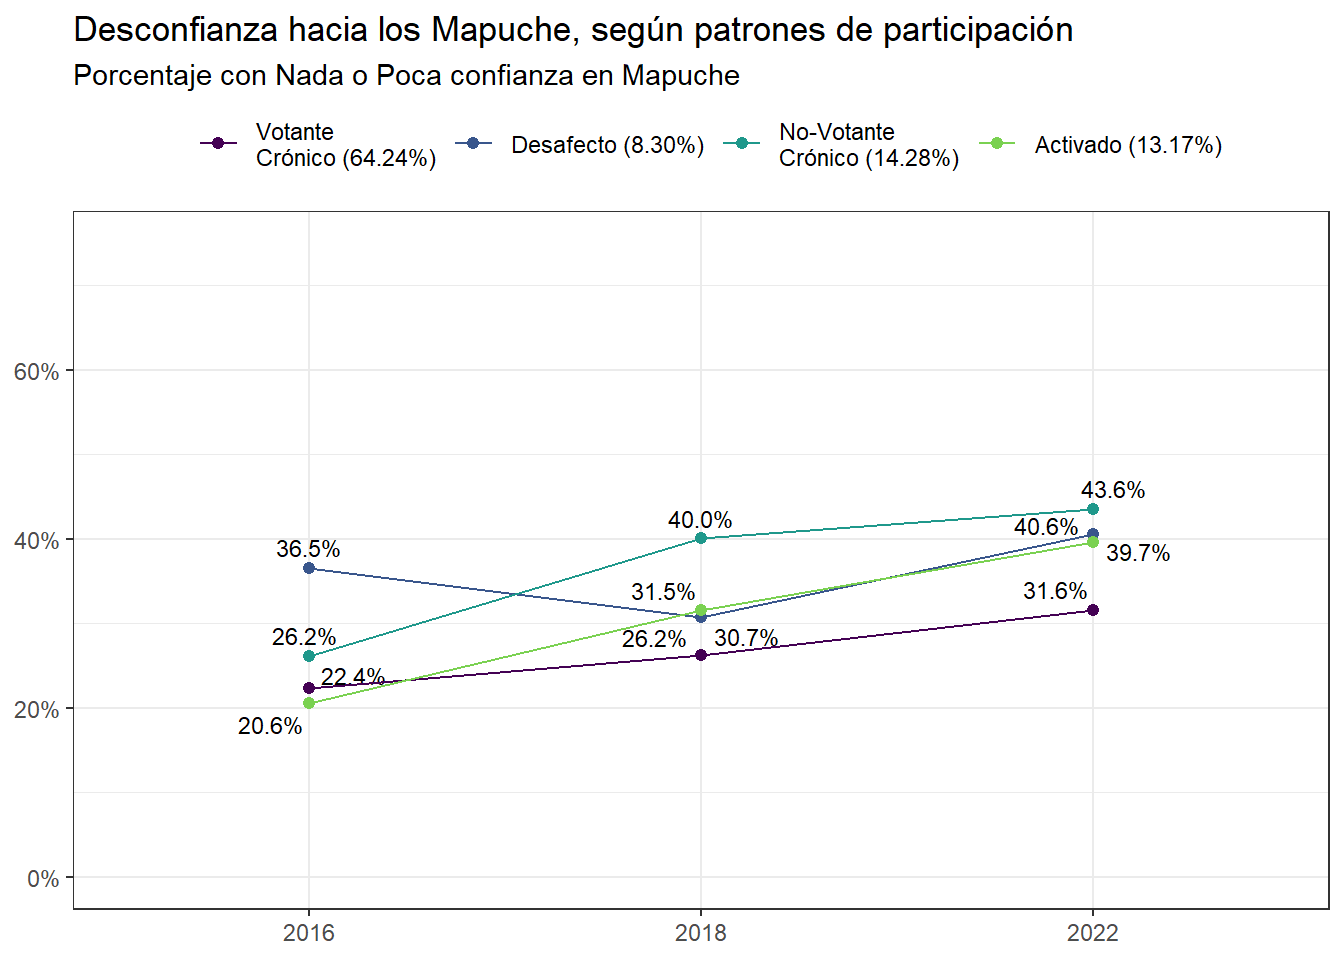 Desconfianza hacia los Mapuche, según patrones de participación
Porcentaje con Nada o Poca confianza en Mapuche
Votante
Crónico (64.24%)
Desafecto (8.30%)
No-Votante
Crónico (14.28%)
Activado (13.17%)
60%
40%
20%
0%
36.5%
26.2%
22.4%
20.6%
40.0%
31.5%
26.2%
30.7%
43.6%
40.6%
39.7%
31.6%
2016
2018
2022